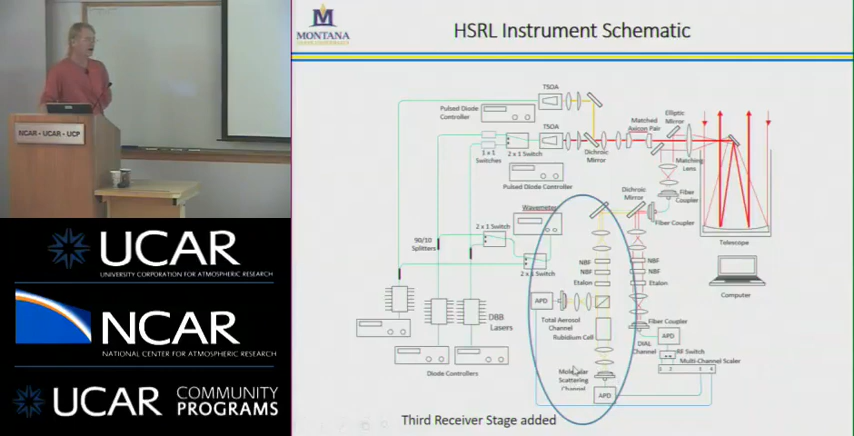 NCAR - UCAR - UCP
UCAR
UNIVERSITY CORPORATION FOR ATMOSPHERIC RESEARCH
NCAR
NATIONAL CENTER FOR ATMOSPHERIC RESEARCH
UCAR
COMMUNITY
PROGRAMS
MONTANA
HSRL Instrument Schematic
TSOA
Pulsed Diode
Controller
TSOA
1 x 1
Switches
2 x 1 Switch
Dichroic
Mirror
Matched
Axicon Pair
Elliptic
Mirror
Matching
Lens
Pulsed Diode Controller
Dichroic
Mirror
Fiber
Coupler
Fiber Coupler
Telescope
Wavemeter
2 x 1 Switch
90/10
Splitters
2 x 1 Switch
NBF
NBF
Etalon
NBF
NBF
Etalon
Computer
APD
Total Aerosol
Channel
Rubidium Cell
DBB
Lasers
Fiber Coupler
DIAL
Channel
APD
RF Switch
Multi-Channel Scaler
1 2 3 4
Diode Controllers
Molecular
Scattering
Channel
APD
Third Receiver Stage added